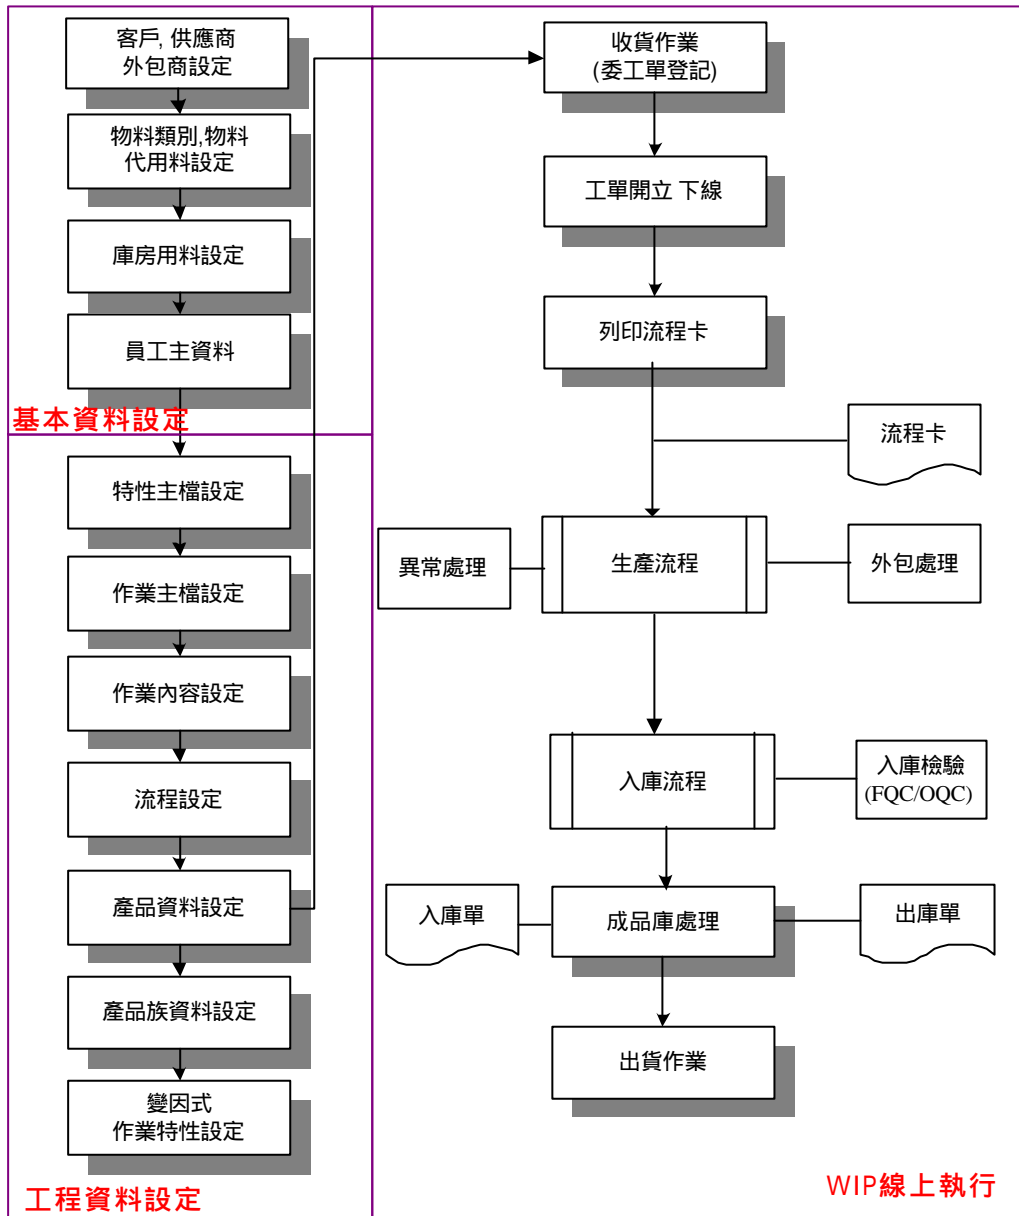 客戶, 供應商
外包商設定
物料類別,物料
代用料設定
庫房用料設定
員工主資料
基本資料設定
特性主檔設定
作業主檔設定
作業內容設定
流程設定
產品資料設定
產品族資料設定
變因式
作業特性設定
工程資料設定
收貨作業
(委工單登記)
工單開立 下線
列印流程卡
流程卡
異常處理
生產流程
外包處理
入庫流程
入庫檢驗
(FQC/OQC)
入庫單
成品庫處理
出庫單
出貨作業
WIP線上執行